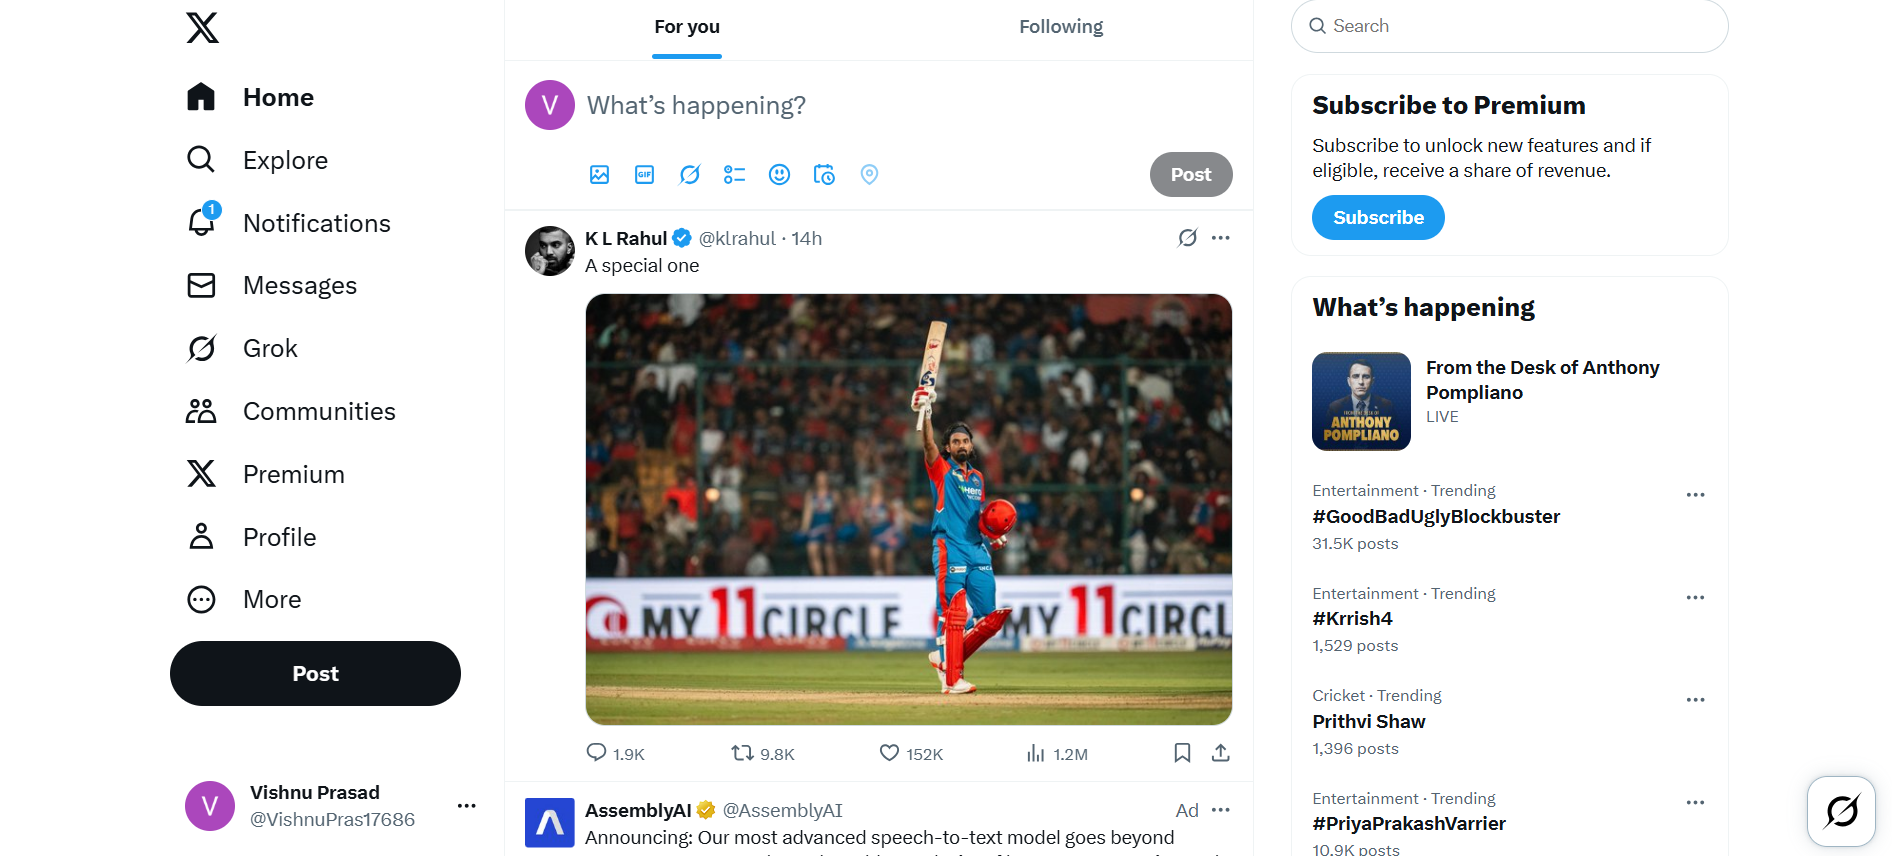 Home
Explore
1
Notifications
Messages
Grok
Communities
Premium
Profile
More
Post
V
Vishnu Prasad
@VishnuPras17686
For you
Following
V
What’s happening?
GIF
Post
K L Rahul @klrahul · 14h
A special one
MY 11 CIRCLE
MY 11 CIRCL
1.9K
9.8K
152K
1.2M
AssemblyAI @AssemblyAI
Ad
Announcing: Our most advanced speech-to-text model goes beyond
Search
Subscribe to Premium
Subscribe to unlock new features and if
eligible, receive a share of revenue.
Subscribe
What’s happening
FROM THE DESK OF
ANTHONY
POMPLIANO
From the Desk of Anthony
Pompliano
LIVE
Entertainment · Trending
#GoodBadUglyBlockbuster
31.5K posts
Entertainment · Trending
#Krrish4
1,529 posts
Cricket · Trending
Prithvi Shaw
1,396 posts
Entertainment · Trending
#PriyaPrakashVarrier
10.9K posts